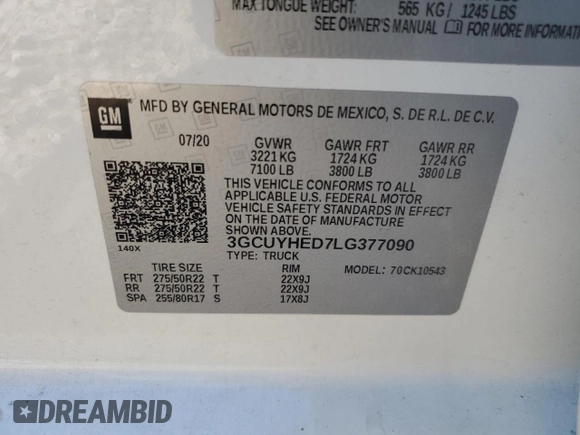 MAX TONGUE WEIGHT: 565 KG/ 1245 LBS
SEE OWNER'S MANUAL FOR MORE INFORMATION
GM
MFD BY GENERAL MOTORS DE MEXICO, S. DE R.L. DE C.V.
07/20 GVWR GAWR FRT GAWR RR
3221 KG 1724 KG 1724 KG
7100 LB 3800 LB 3800 LB
THIS VEHICLE CONFORMS TO ALL
APPLICABLE U.S. FEDERAL MOTOR
VEHICLE SAFETY STANDARDS IN EFFECT
ON THE DATE OF MANUFACTURE
SHOWN ABOVE.
140X 3GCUYHED7LG377090
TYPE: TRUCK
TIRE SIZE RIM MODEL: 70CK10543
FRT 275/50R22 T 22X9J
RR 275/50R22 T 22X9J
SPA 255/80R17 S 17X8J
DREAMBID